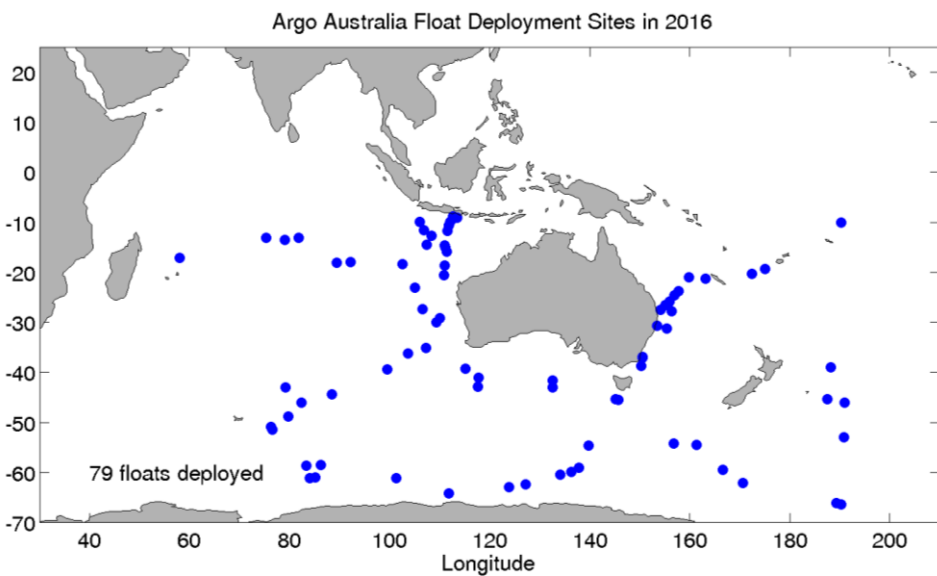 Argo Australia Float Deployment Sites in 2016
20
10
0
-10
-20
-30
-40
-50
-60
-70
79 floats deployed
40 60 80 100 120 140 160 180 200
Longitude